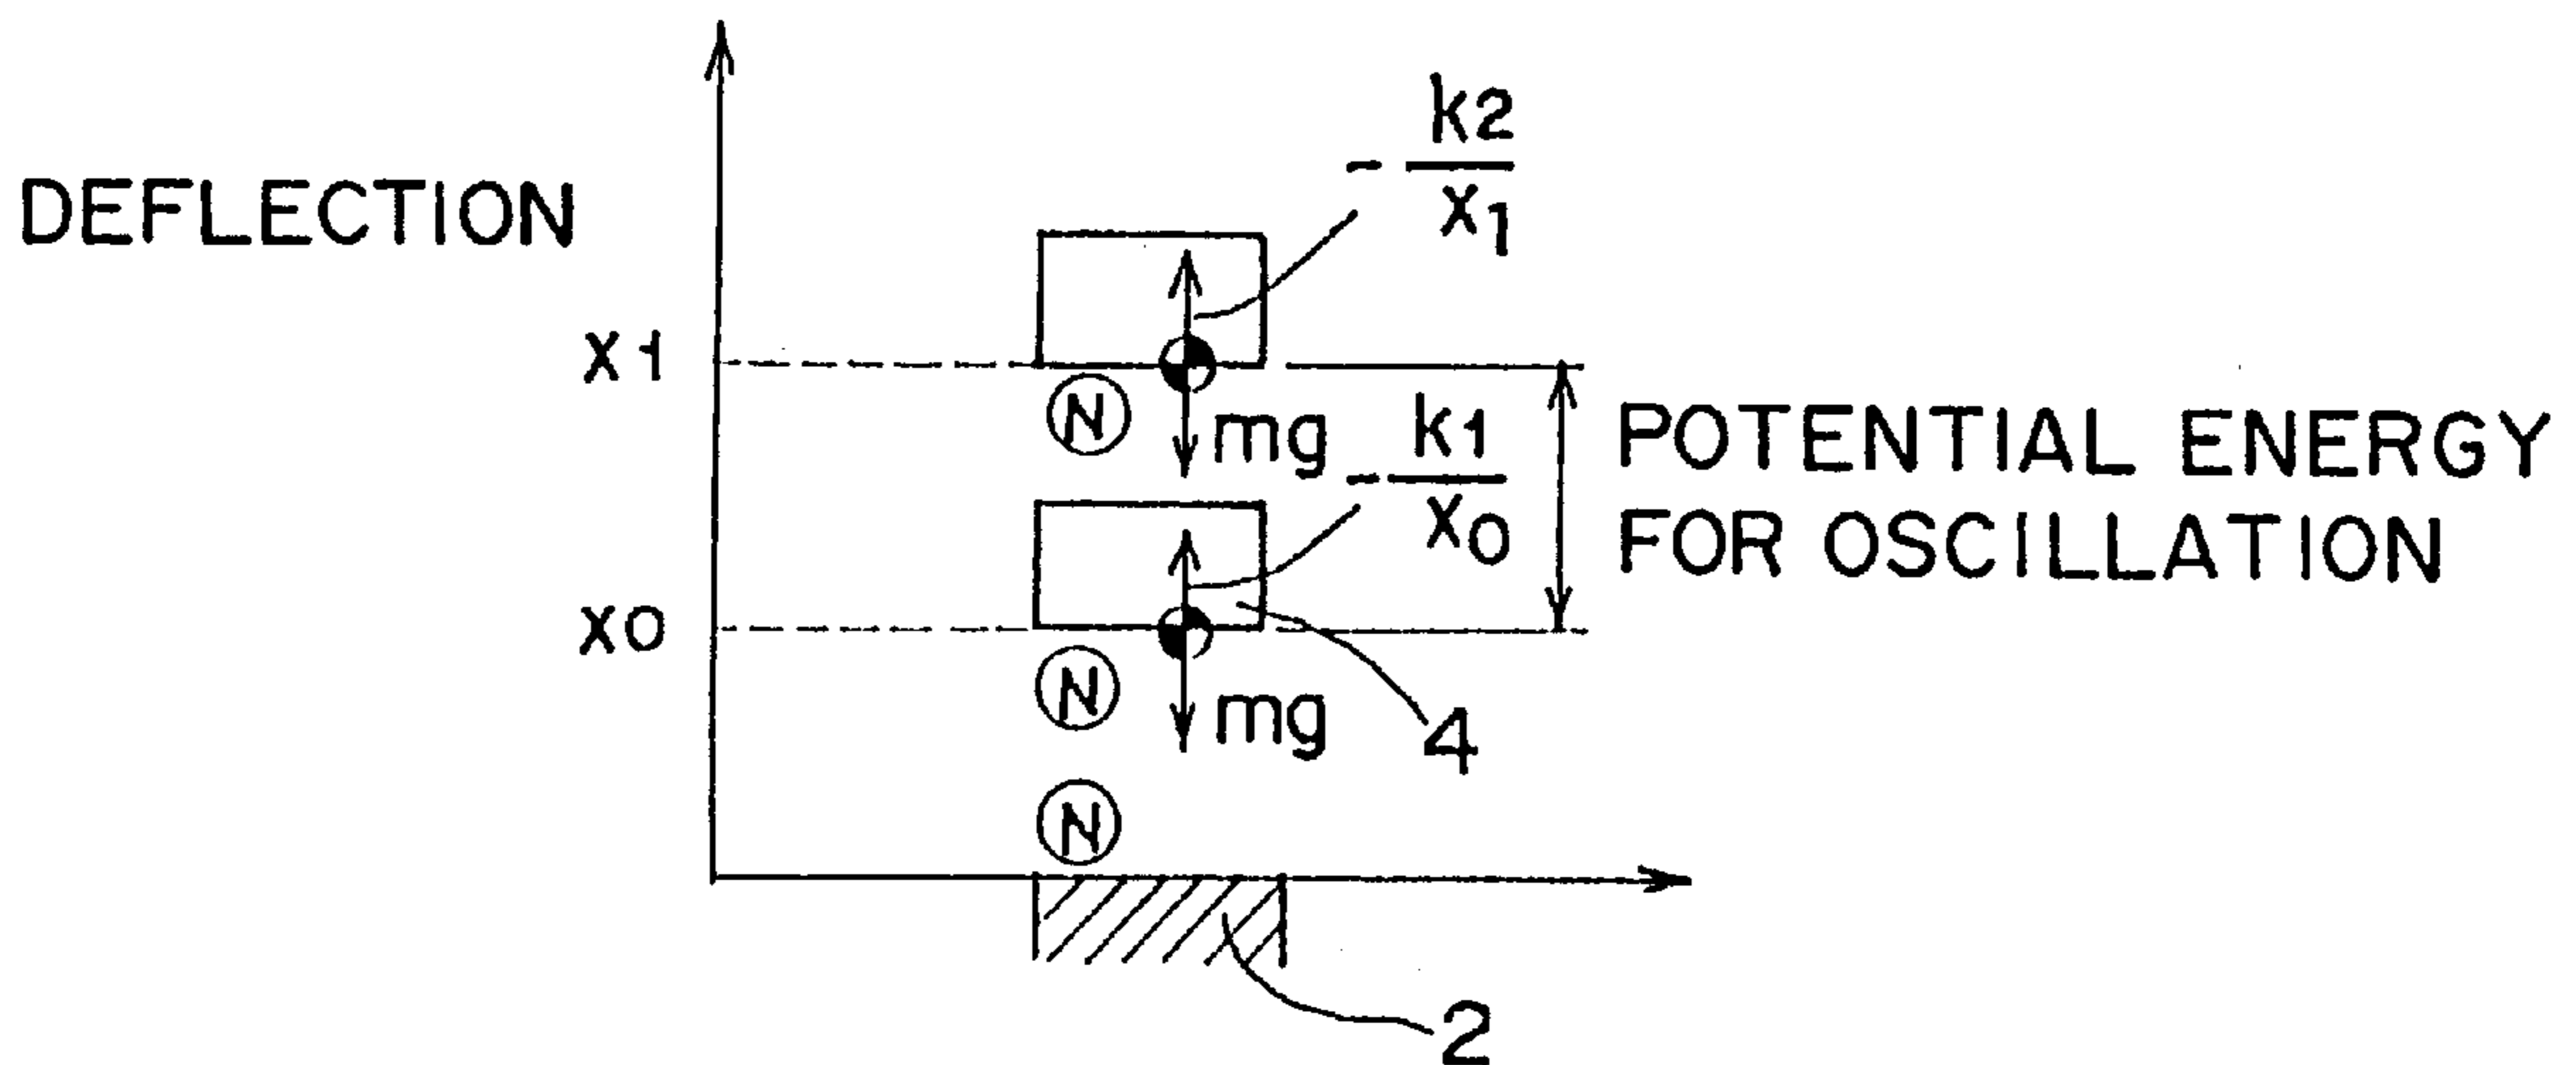 DEFLECTION
- k2
x1
x1
N
mg
- k1
x0
POTENTIAL ENERGY
FOR OSCILLATION
x0
N
mg
4
N
2